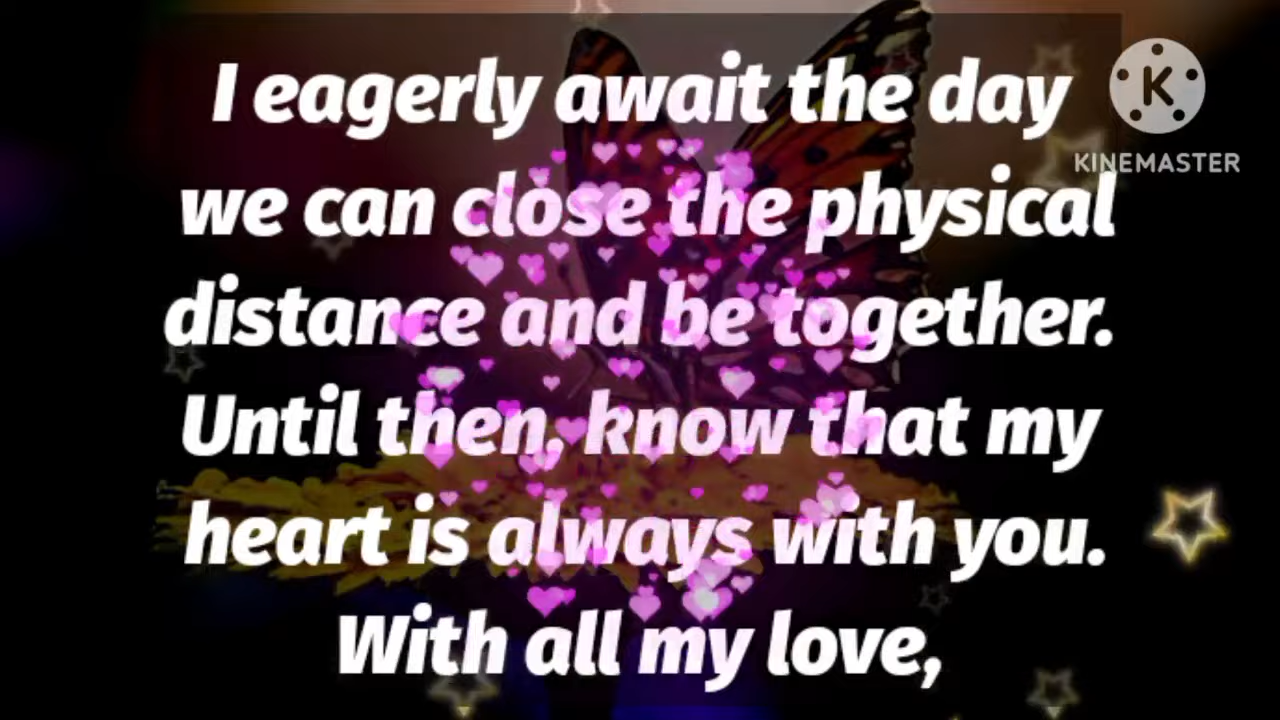 I eagerly await the day
we can close the physical
distance and be together.
Until then, know that my
heart is always with you.
With all my love,
K
KINEMASTER